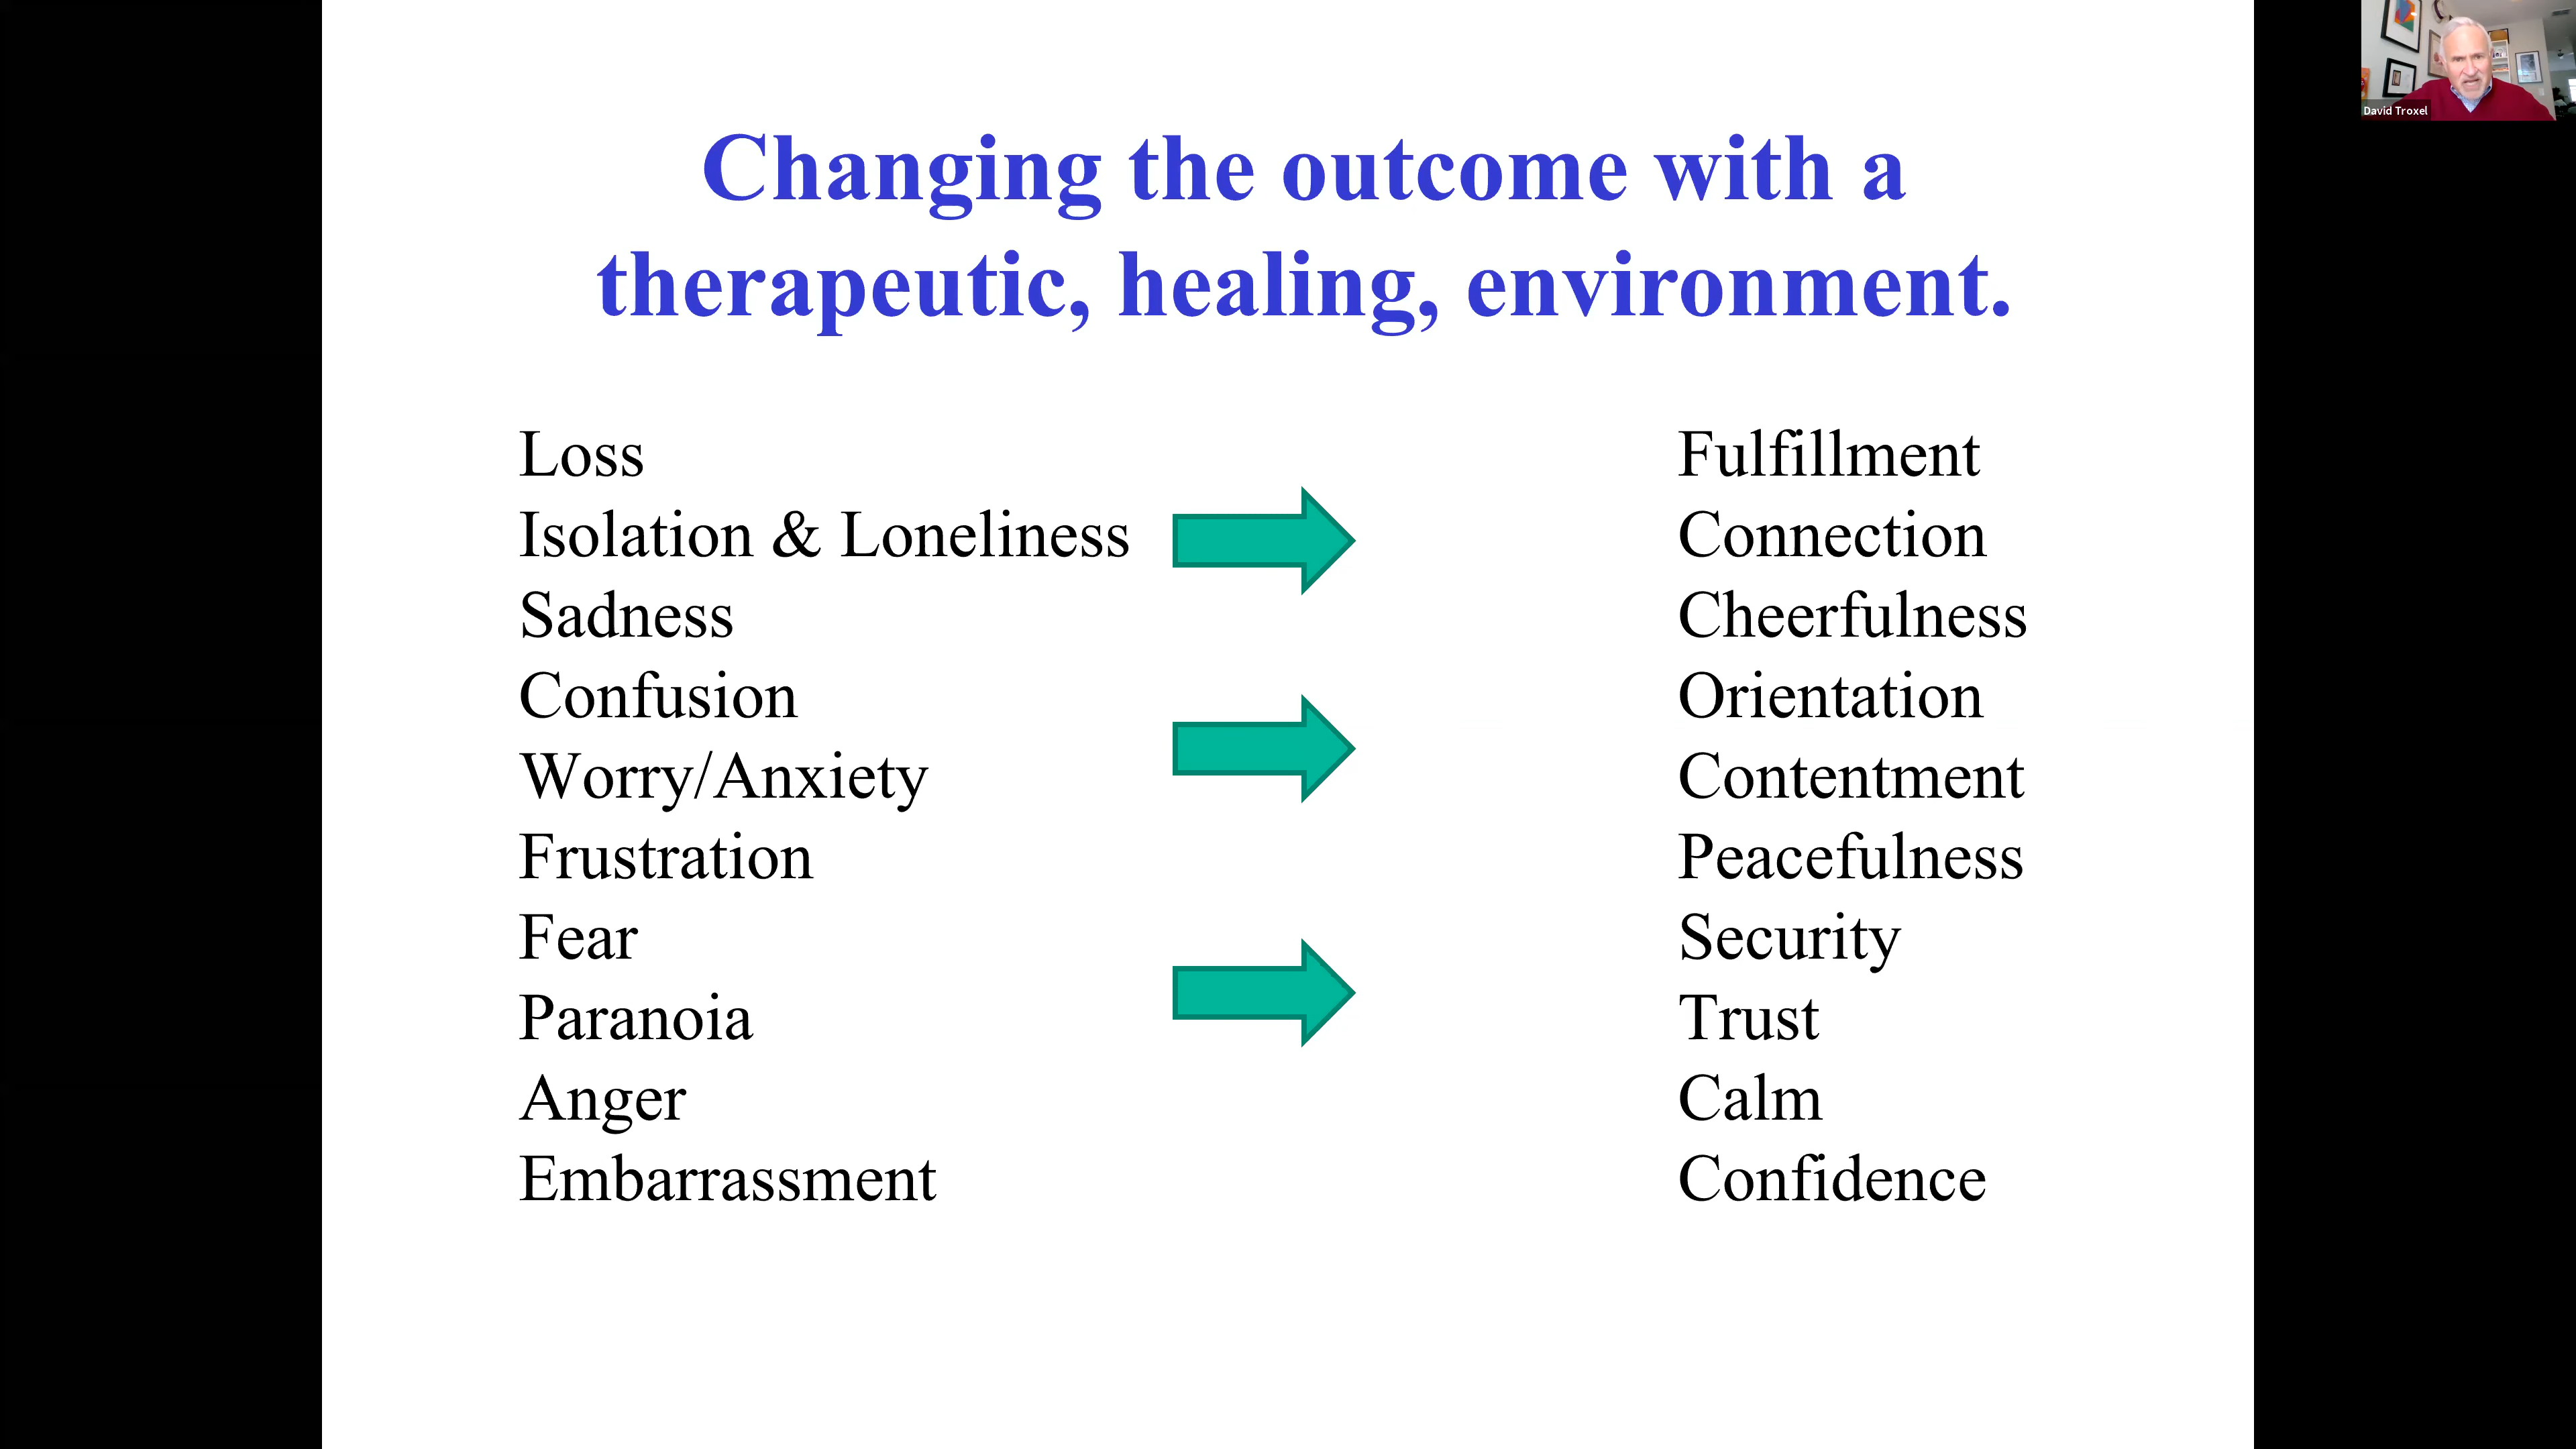 Changing the outcome with a
therapeutic, healing, environment.
Loss
Isolation & Loneliness
Sadness
Confusion
Worry/Anxiety
Frustration
Fear
Paranoia
Anger
Embarrassment
Fulfillment
Connection
Cheerfulness
Orientation
Contentment
Peacefulness
Security
Trust
Calm
Confidence
David Troxel